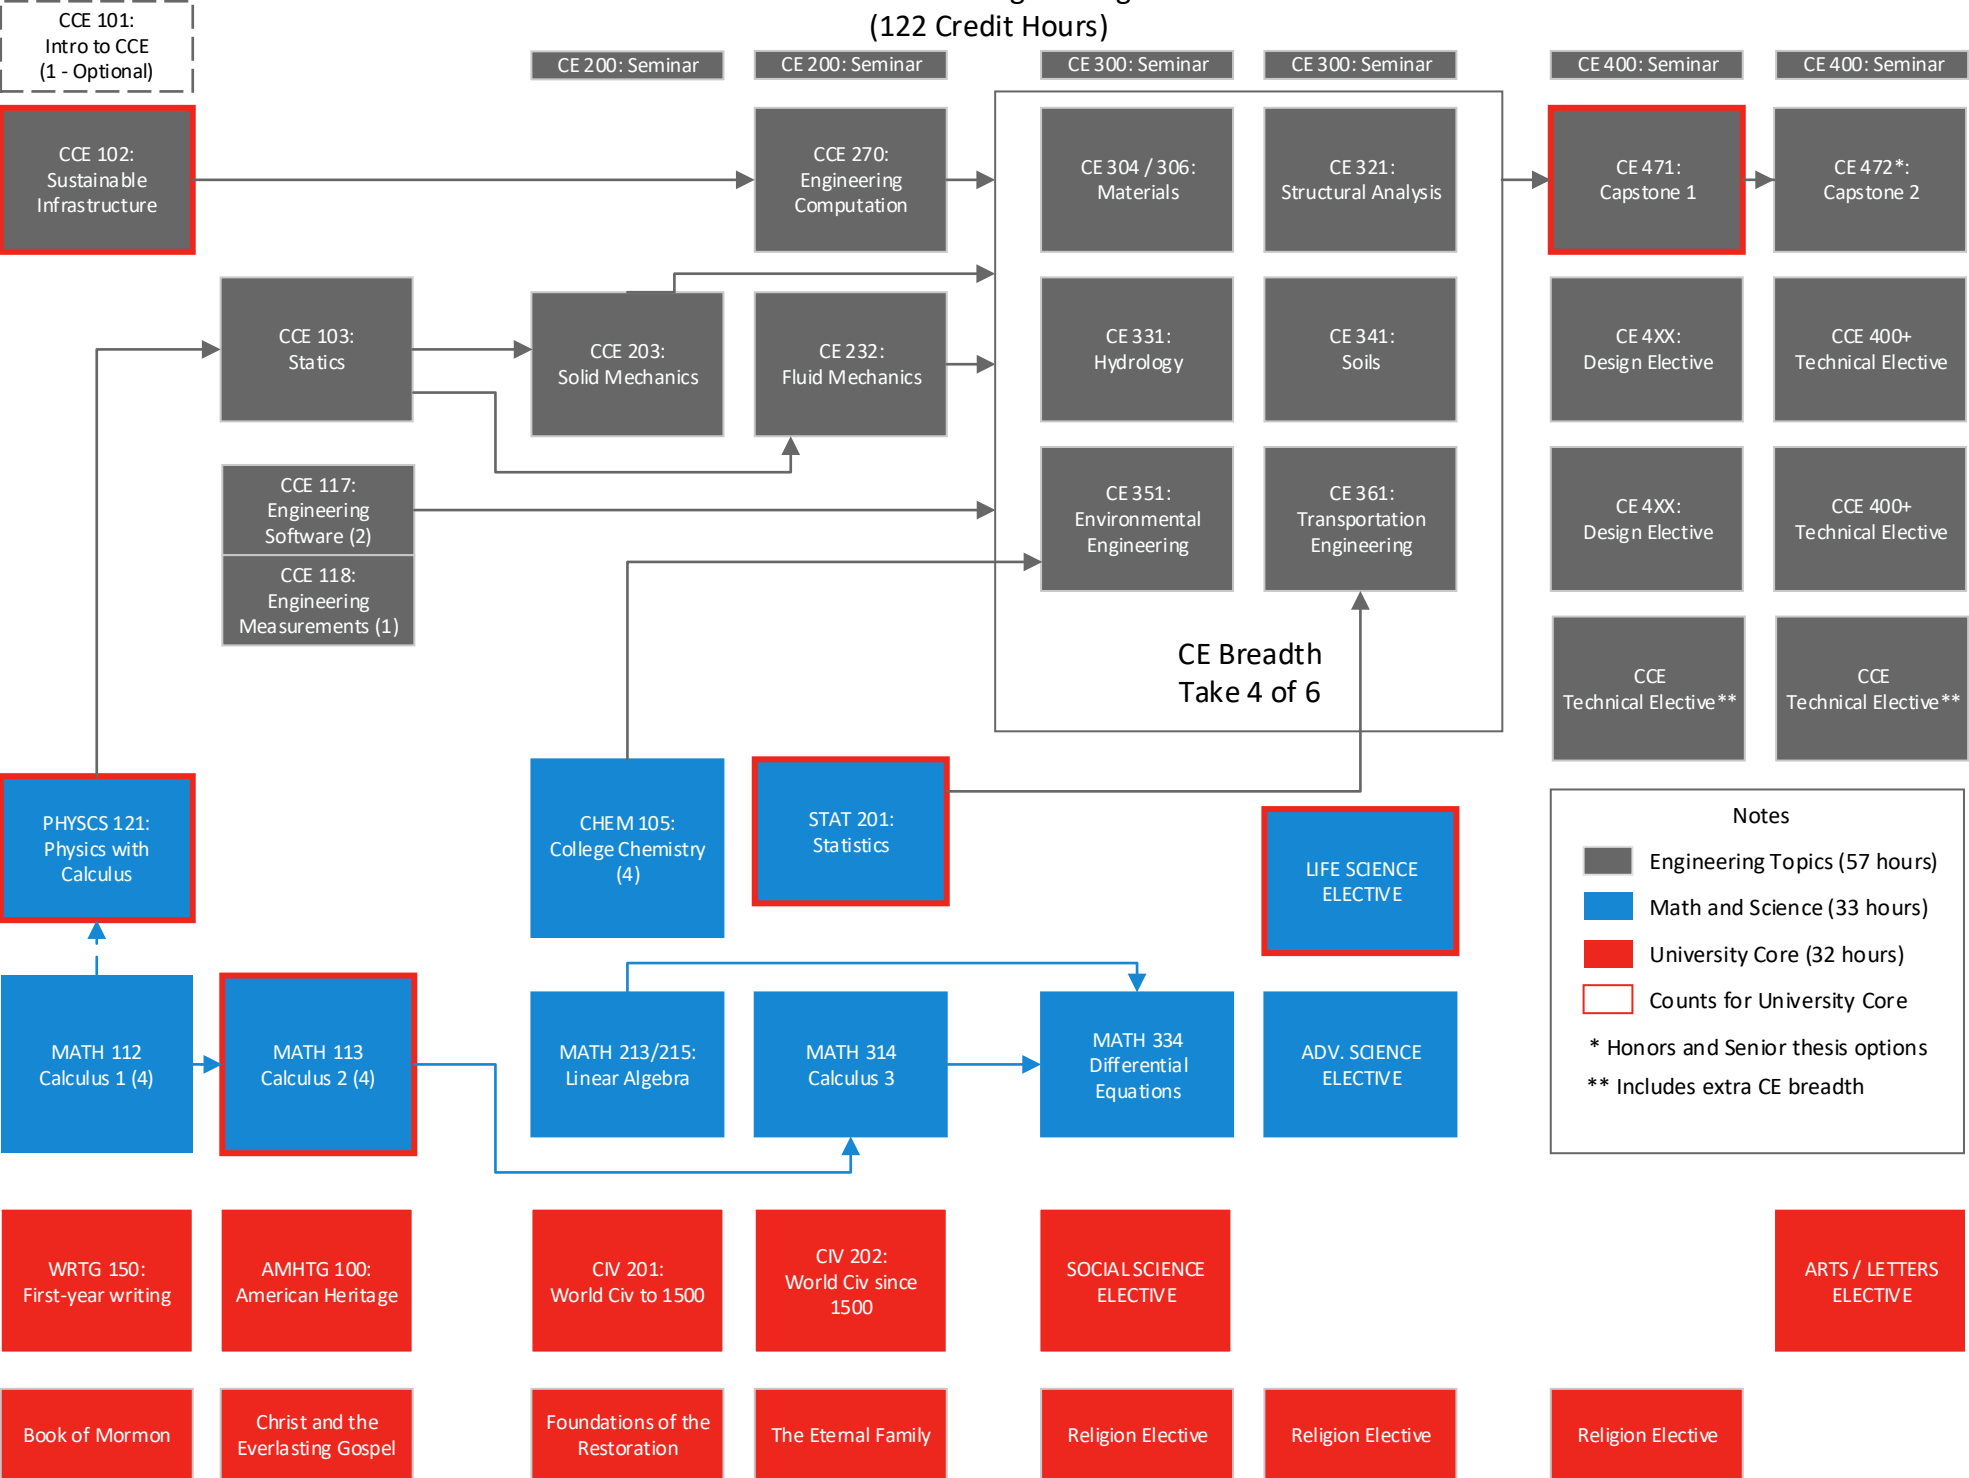 (122 Credit Hours)
CCE 101:
Intro to CCE
(1 - Optional)
CE 200: Seminar
CE 200: Seminar
CE 300: Seminar
CE 300: Seminar
CE 400: Seminar
CE 400: Seminar
CCE 102:
Sustainable
Infrastructure
CCE 270:
Engineering
Computation
CE 304 / 306:
Materials
CE 321:
Structural Analysis
CE 471:
Capstone 1
CE 472*:
Capstone 2
CCE 103:
Statics
CCE 203:
Solid Mechanics
CE 232:
Fluid Mechanics
CE 331:
Hydrology
CE 341:
Soils
CE 4XX:
Design Elective
CCE 400+
Technical Elective
CCE 117:
Engineering
Software (2)
CCE 118:
Engineering
Measurements (1)
CE 351:
Environmental
Engineering
CE 361:
Transportation
Engineering
CE 4XX:
Design Elective
CCE 400+
Technical Elective
CE Breadth
Take 4 of 6
CCE
Technical Elective**
CCE
Technical Elective**
PHYSCS 121:
Physics with
Calculus
CHEM 105:
College Chemistry
(4)
STAT 201:
Statistics
LIFE SCIENCE
ELECTIVE
Notes
Engineering Topics (57 hours)
Math and Science (33 hours)
University Core (32 hours)
Counts for University Core
* Honors and Senior thesis options
** Includes extra CE breadth
MATH 112
Calculus 1 (4)
MATH 113
Calculus 2 (4)
MATH 213/215:
Linear Algebra
MATH 314
Calculus 3
MATH 334
Differential
Equations
ADV. SCIENCE
ELECTIVE
WRTG 150:
First-year writing
AMHTG 100:
American Heritage
CIV 201:
World Civ to 1500
CIV 202:
World Civ since
1500
SOCIAL SCIENCE
ELECTIVE
ARTS / LETTERS
ELECTIVE
Book of Mormon
Christ and the
Everlasting Gospel
Foundations of the
Restoration
The Eternal Family
Religion Elective
Religion Elective
Religion Elective